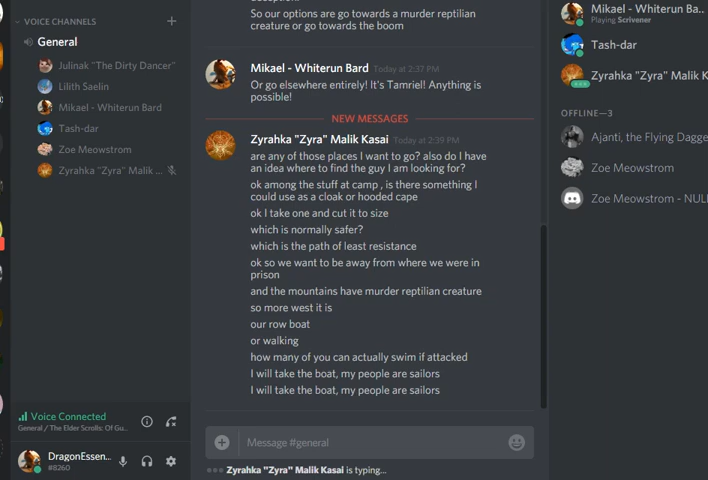 VOICE CHANNELS
General
Julinak "The Dirty Dancer"
Lilith Saelin
Mikael - Whiterun Bard
Tash-dar
Zoe Meowstrom
Zyrahka "Zyra" Malik ...
Voice Connected
General / The Elder Scrolls: Of Gu...
DragonEssen...
#8260
So our options are go towards a murder reptilian
creature or go towards the boom
Mikael - Whiterun Bard Today at 2:37 PM
Or go elsewhere entirely! It's Tamriel! Anything is
possible!
NEW MESSAGES
Zyrahka "Zyra" Malik Kasai Today at 2:39 PM
are any of those places I want to go? also do I have
an idea where to find the guy I am looking for?
ok among the stuff at camp , is there something I
could use as a cloak or hooded cape
ok I take one and cut it to size
which is normally safer?
which is the path of least resistance
ok so we want to be away from where we were in
prison
and the mountains have murder reptilian creature
so more west it is
our row boat
or walking
how many of you can actually swim if attacked
I will take the boat, my people are sailors
I will take the boat, my people are sailors
Message #general
Zyrahka "Zyra" Malik Kasai is typing...
Mikael - Whiterun Ba...
Playing Scrivener
Tash-dar
Zyrahka "Zyra" Malik K
OFFLINE—3
Ajanti, the Flying Dagge
Zoe Meowstrom
Zoe Meowstrom - NUL